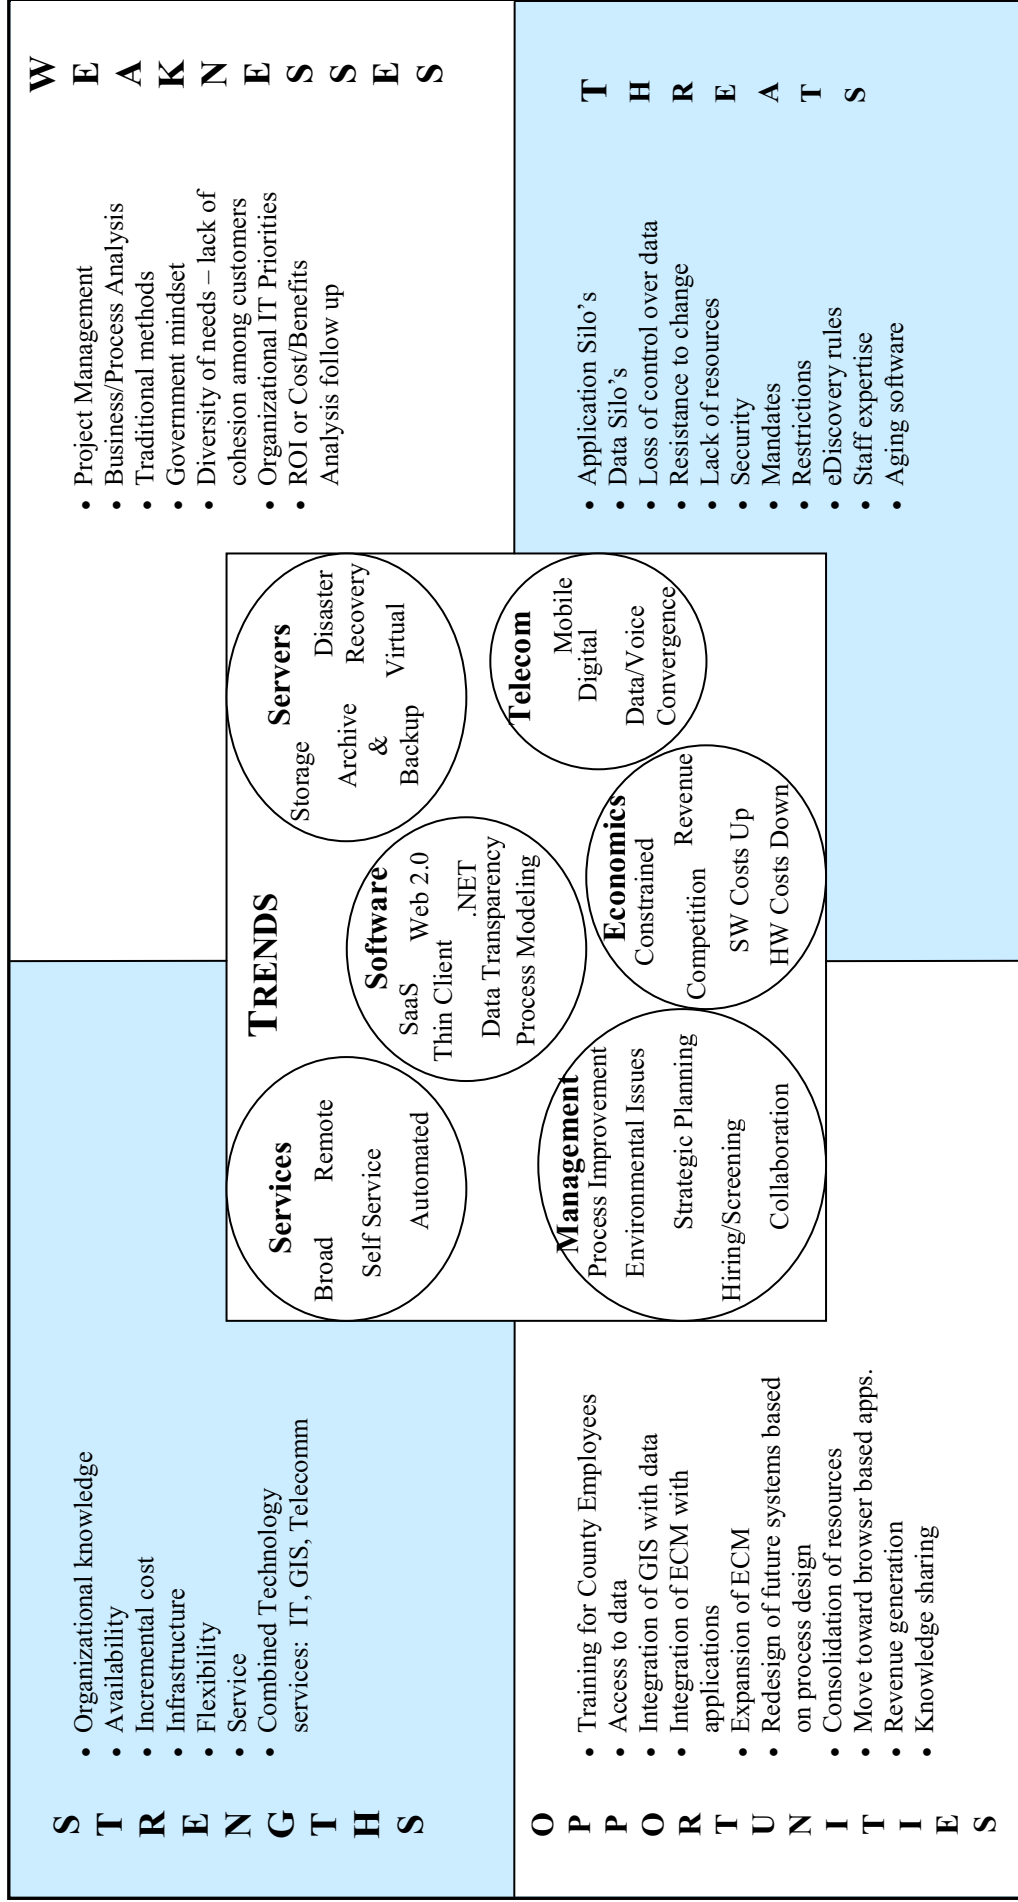 STRENGTHS
• Organizational knowledge
• Availability
• Incremental cost
• Infrastructure
• Flexibility
• Service
• Combined Technology
services: IT, GIS, Telecomm
WEAKNESSES
• Project Management
• Business/Process Analysis
• Traditional methods
• Government mindset
• Diversity of needs – lack of
cohesion among customers
• Organizational IT Priorities
• ROI or Cost/Benefits
Analysis follow up
TRENDS
Services
Broad Remote
Self Service
Automated
Software
SaaS Web 2.0
Thin Client
.NET
Data Transparency
Process Modeling
Servers
Storage
Disaster
Recovery
Archive
&
Backup
Virtual
Management
Process Improvement
Environmental Issues
Strategic Planning
Hiring/Screening
Collaboration
Economics
Constrained
Revenue
Competition
SW Costs Up
HW Costs Down
Telecom
Mobile
Digital
Data/Voice
Convergence
OPPORTUNITIES
• Training for County Employees
• Access to data
• Integration of GIS with data
• Integration of ECM with
applications
• Expansion of ECM
• Redesign of future systems based
on process design
• Consolidation of resources
• Move toward browser based apps.
• Revenue generation
• Knowledge sharing
THREATS
• Application Silo’s
• Data Silo’s
• Loss of control over data
• Resistance to change
• Lack of resources
• Security
• Mandates
• Restrictions
• eDiscovery rules
• Staff expertise
• Aging software